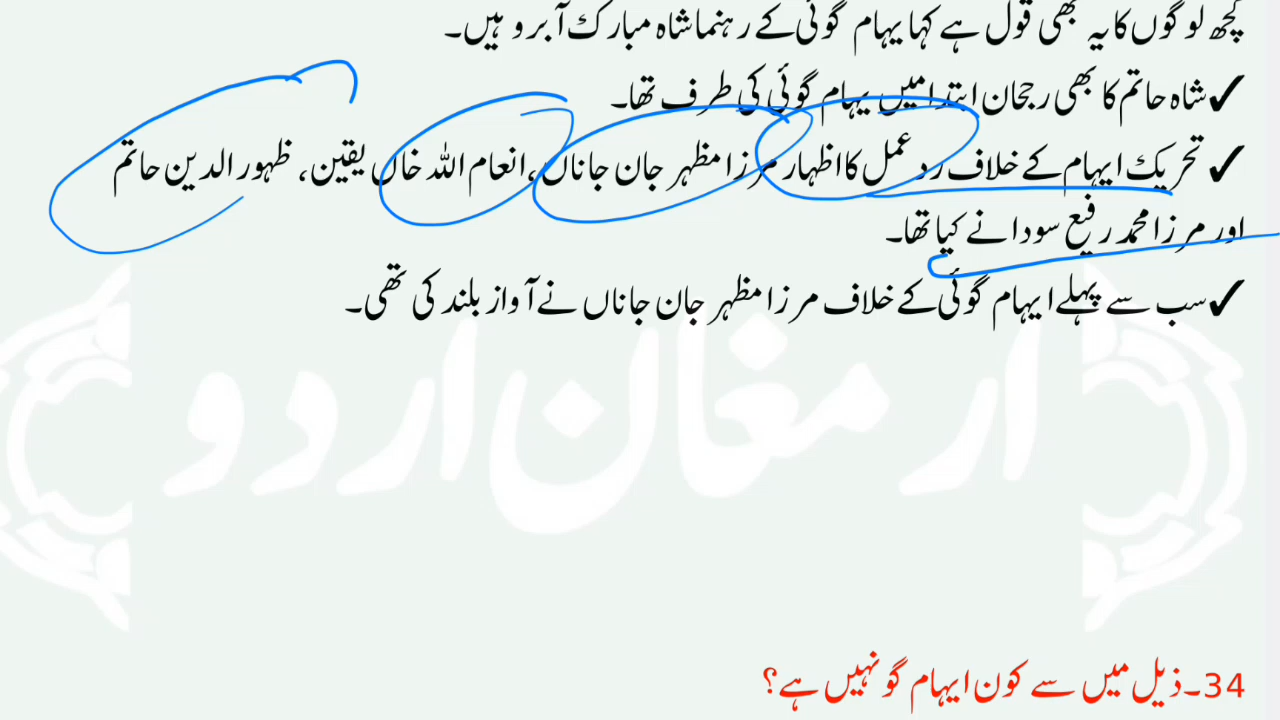 کچھ لوگوں کا یہ بھی قول ہے کہ ایہام گوئی کے رہنما شاہ مبارک آبرو ہیں۔
✓شاہ حاتم کا بھی رجحان ابتدا میں ایہام گوئی کی طرف تھا۔
✓ تحریک ایہام کے خلاف رد عمل کا اظہار مرزا مظہر جان جاناں، انعام اللہ خاں یقین، ظہور الدین حاتم
اور مرزا محمد رفیع سودا نے کیا تھا۔
✓سب سے پہلے ایہام گوئی کے خلاف مرزا مظہر جان جاناں نے آواز بلند کی تھی۔
ارمغان اردو
34۔ذیل میں سے کون ایہام گو نہیں ہے؟